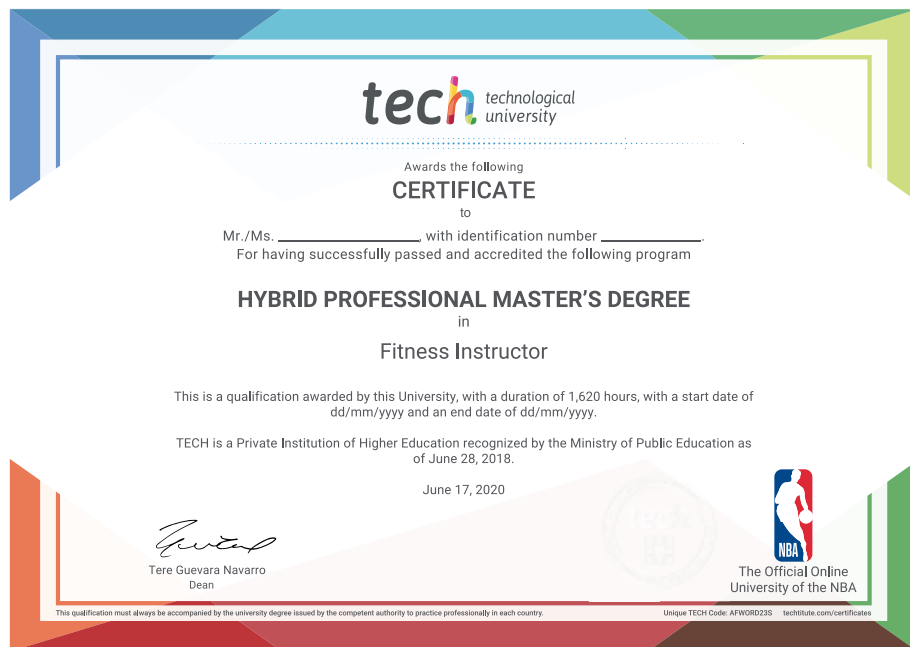 tech technological
university
Awards the following
CERTIFICATE
to
Mr./Ms. ________________, with identification number ____________.
For having successfully passed and accredited the following program
HYBRID PROFESSIONAL MASTER'S DEGREE
in
Fitness Instructor
This is a qualification awarded by this University, with a duration of 1,620 hours, with a start date of
dd/mm/yyyy and an end date of dd/mm/yyyy.
TECH is a Private Institution of Higher Education recognized by the Ministry of Public Education as
of June 28, 2018.
June 17, 2020
Tere Guevara Navarro
Dean
NBA
The Official Online
University of the NBA
This qualification must always be accompanied by the university degree issued by the competent authority to practice professionally in each country.
Unique TECH Code: AFWORD23S techtitute.com/certificates